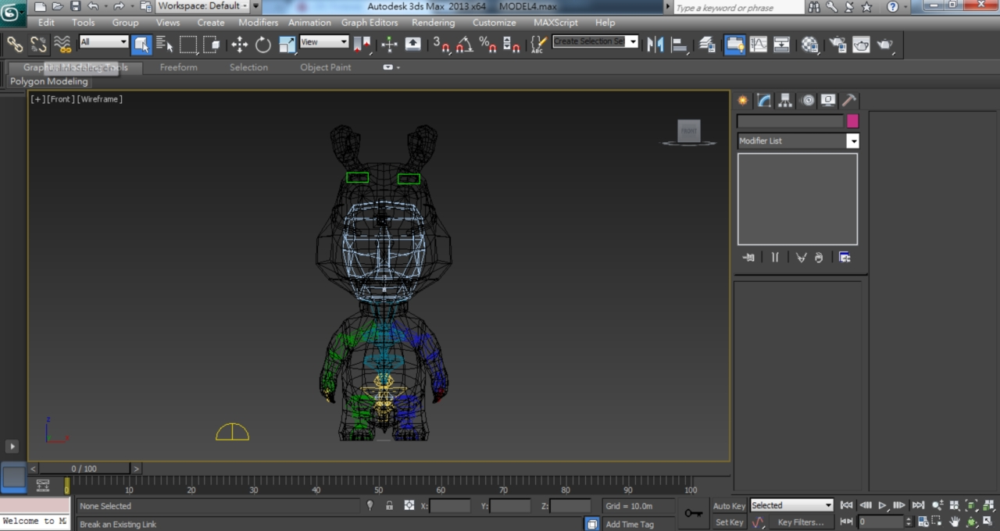 Workspace: Default
Autodesk 3ds Max 2013 x64 MODEL4.max
Type a keyword or phrase
Edit Tools Group Views Create Modifiers Animation Graph Editors Rendering Customize MAXScript Help
All
View
3
%
ABC
Create Selection Se
Freeform Selection Object Paint
Polygon Modeling
[+][Front][Wireframe]
FRONT
Modifier List
z
x
0 / 100
10 20 30 40 50 60 70 80 90 100
None Selected X: Y: Z: Grid = 10.0m Auto Key Selected
Welcome to M
Break an Existing Link Add Time Tag Set Key Key Filters... 0